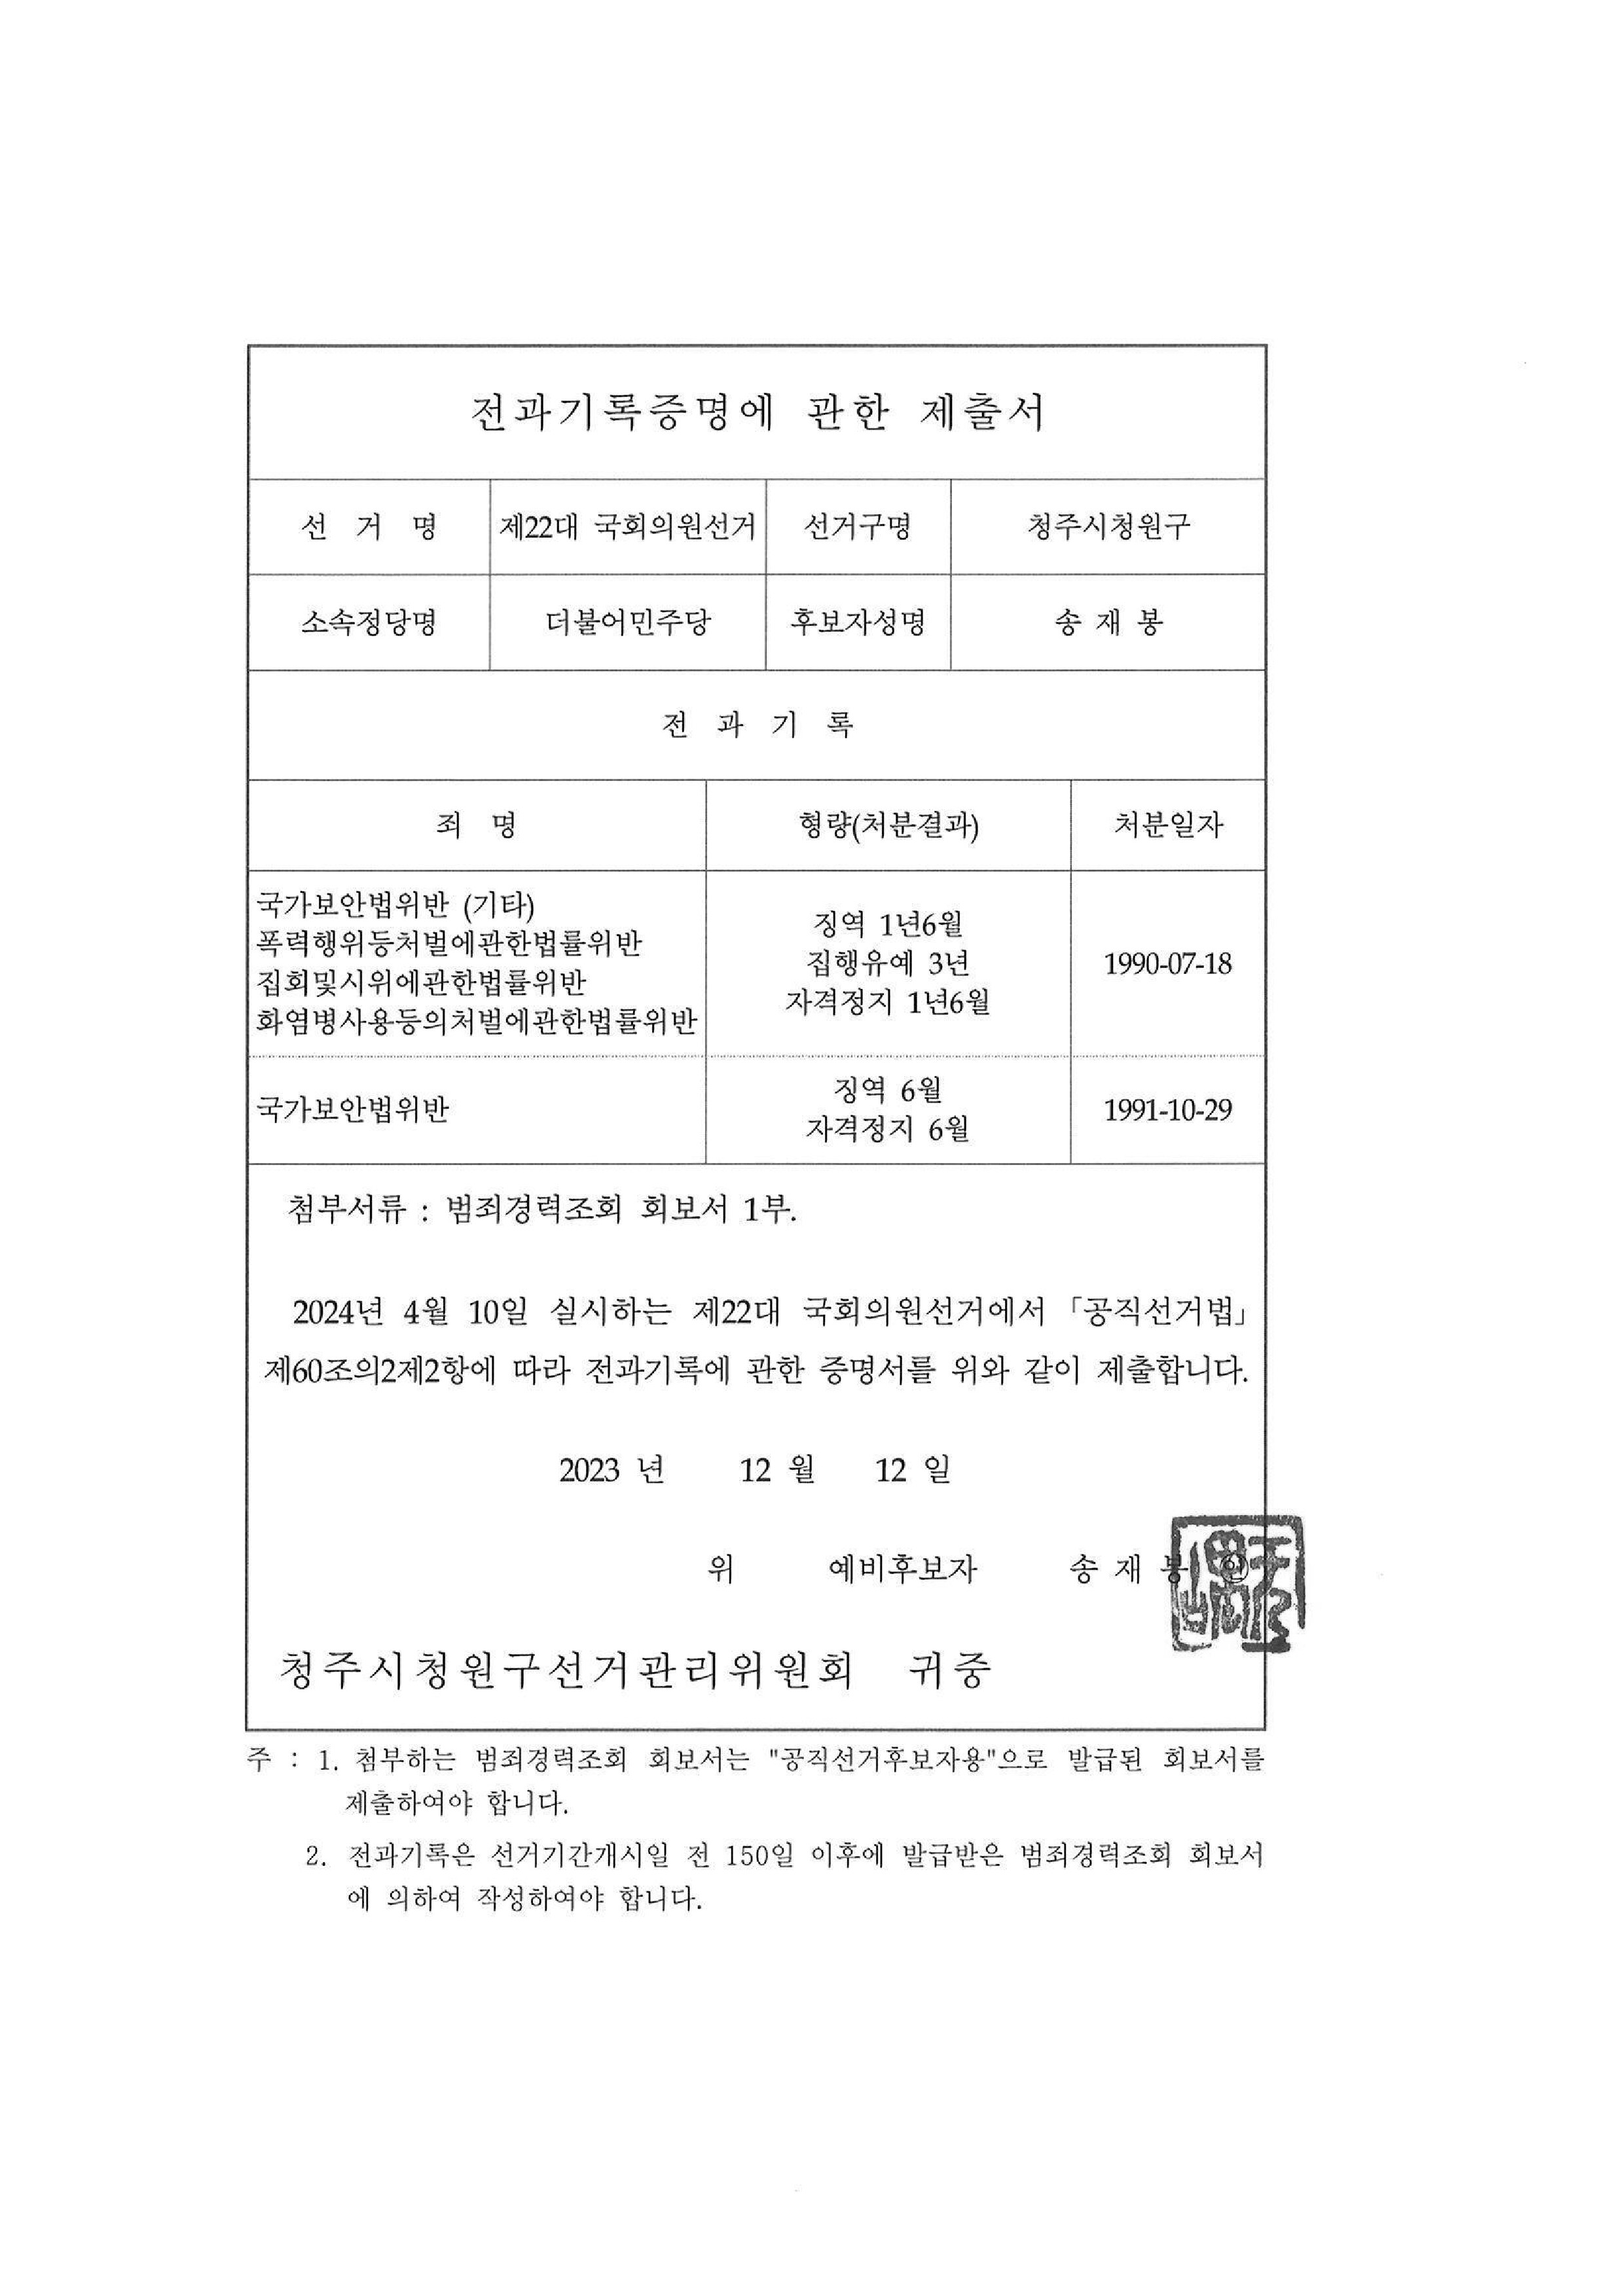 전과기록증명에 관한 제출서
선 거 명 제22대 국회의원선거 선거구명 청주시청원구
소속정당명 더불어민주당 후보자성명 송 재 봉
전 과 기 록
죄 명 형량(처분결과) 처분일자
국가보안법위반 (기타)
폭력행위등처벌에관한법률위반
집회및시위에관한법률위반
화염병사용등의처벌에관한법률위반
징역 1년6월
집행유예 3년
자격정지 1년6월
1990-07-18
국가보안법위반
징역 6월
자격정지 6월
1991-10-29
첨부서류 : 범죄경력조회 회보서 1부.
2024년 4월 10일 실시하는 제22대 국회의원선거에서 「공직선거법」
제60조의2제2항에 따라 전과기록에 관한 증명서를 위와 같이 제출합니다.
2023 년 12 월 12 일
위 예비후보자 송 재 봉 ㊞
청주시청원구선거관리위원회 귀중
주 : 1. 첨부하는 범죄경력조회 회보서는 "공직선거후보자용"으로 발급된 회보서를
제출하여야 합니다.
2. 전과기록은 선거기간개시일 전 150일 이후에 발급받은 범죄경력조회 회보서
에 의하여 작성하여야 합니다.